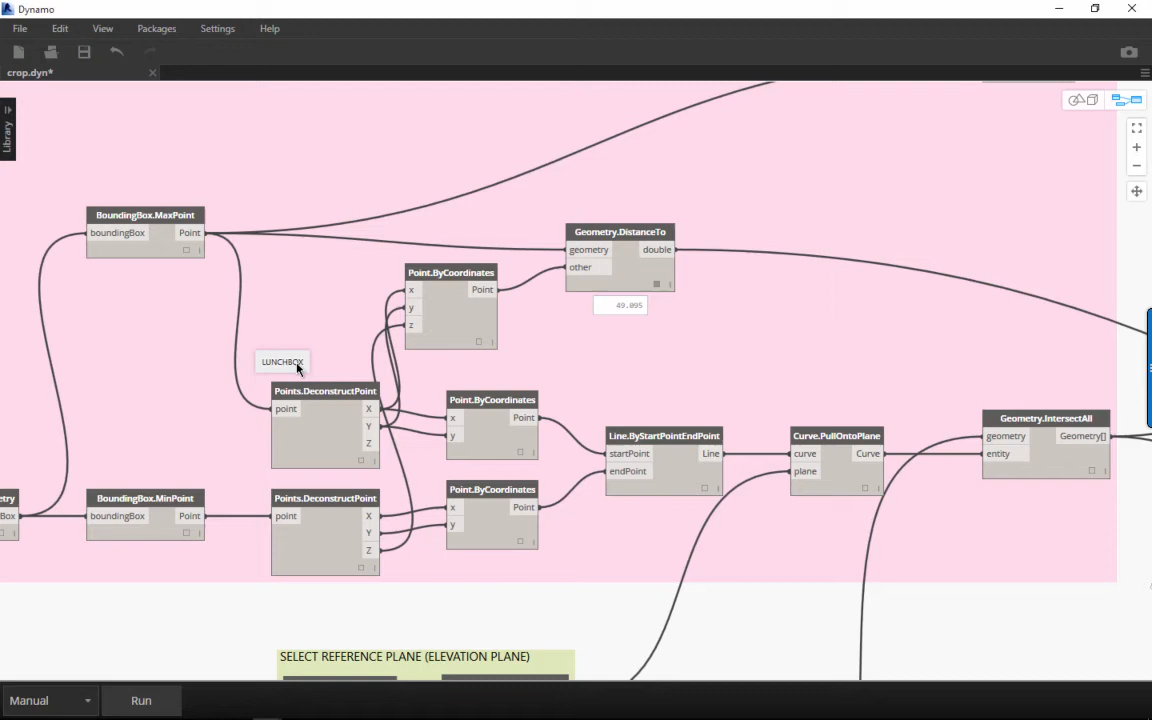 Dynamo
File Edit View Packages Settings Help
crop.dyn*
Library
BoundingBox.MaxPoint
boundingBox Point
Geometry.DistanceTo
geometry double
other
49.095
Point.ByCoordinates
x Point
y
z
LUNCHBOX
Points.DeconstructPoint
point X
Y
Z
Point.ByCoordinates
x Point
y
Line.ByStartPointEndPoint
startPoint Line
endPoint
Curve.PullOntoPlane
curve Curve
plane
Geometry.IntersectAll
geometry Geometry[]
entity
etry
Box
BoundingBox.MinPoint
boundingBox Point
Points.DeconstructPoint
point X
Y
Z
Point.ByCoordinates
x Point
y
SELECT REFERENCE PLANE (ELEVATION PLANE)
Manual Run